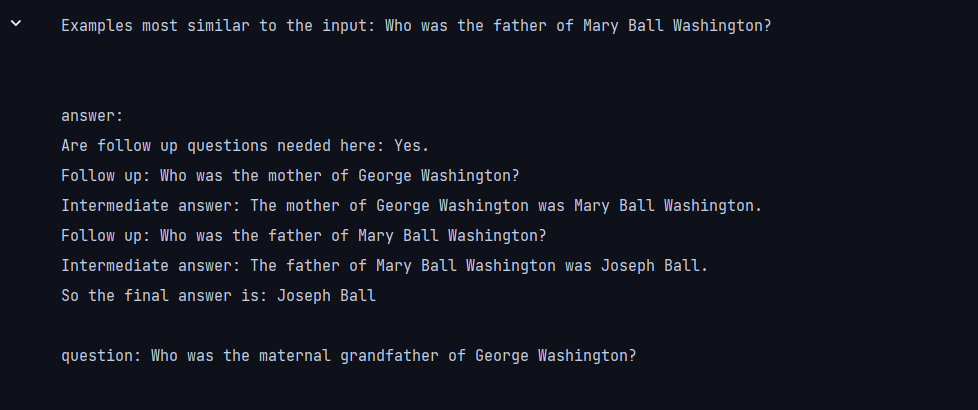 Examples most similar to the input: Who was the father of Mary Ball Washington?
answer:
Are follow up questions needed here: Yes.
Follow up: Who was the mother of George Washington?
Intermediate answer: The mother of George Washington was Mary Ball Washington.
Follow up: Who was the father of Mary Ball Washington?
Intermediate answer: The father of Mary Ball Washington was Joseph Ball.
So the final answer is: Joseph Ball
question: Who was the maternal grandfather of George Washington?